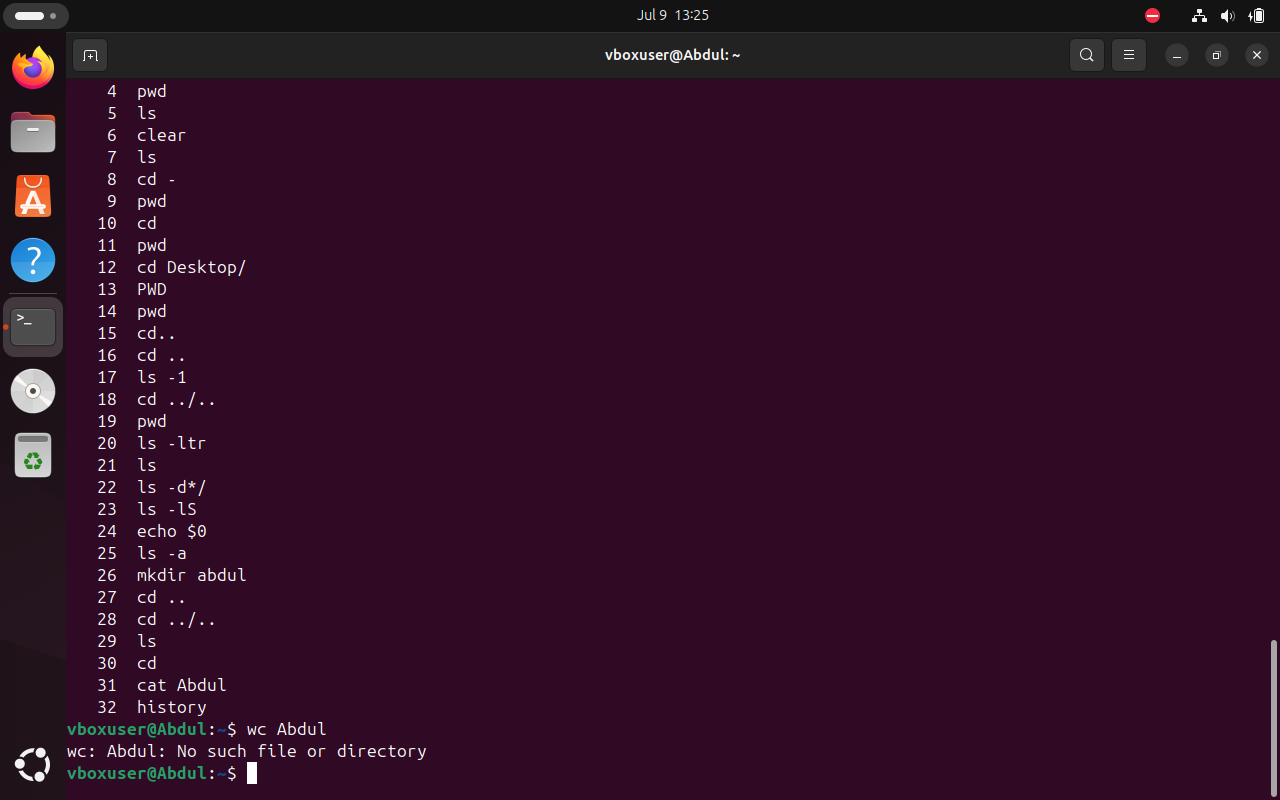 Jul 9 13:25
vboxuser@Abdul: ~
4 pwd
5 ls
6 clear
7 ls
8 cd -
9 pwd
10 cd
11 pwd
12 cd Desktop/
13 PWD
14 pwd
15 cd..
16 cd ..
17 ls -1
18 cd ../..
19 pwd
20 ls -ltr
21 ls
22 ls -d*/
23 ls -lS
24 echo $0
25 ls -a
26 mkdir abdul
27 cd ..
28 cd ../..
29 ls
30 cd
31 cat Abdul
32 history
vboxuser@Abdul:~$ wc Abdul
wc: Abdul: No such file or directory
vboxuser@Abdul:~$